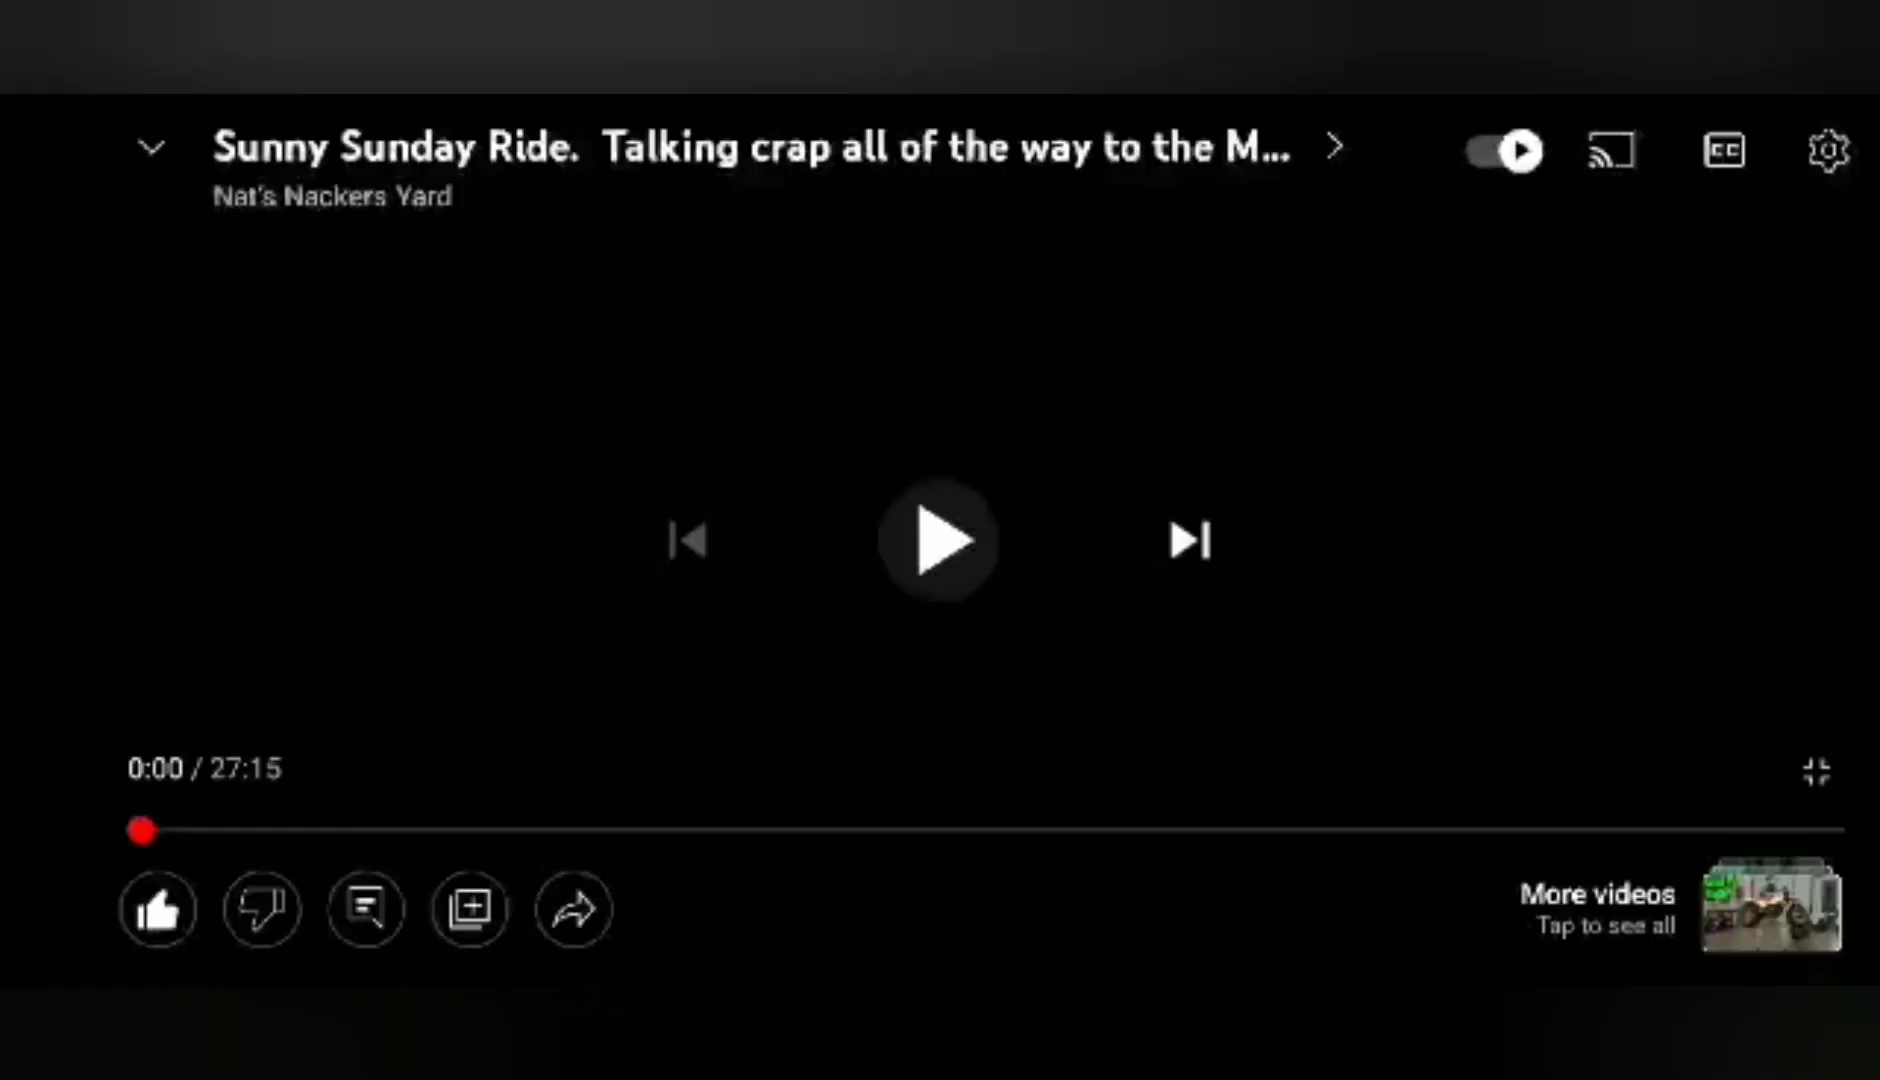 Sunny Sunday Ride.  Talking crap all of the way to the M...
Nat's Nackers Yard
CC
0:00 / 27:15
More videos
Tap to see all